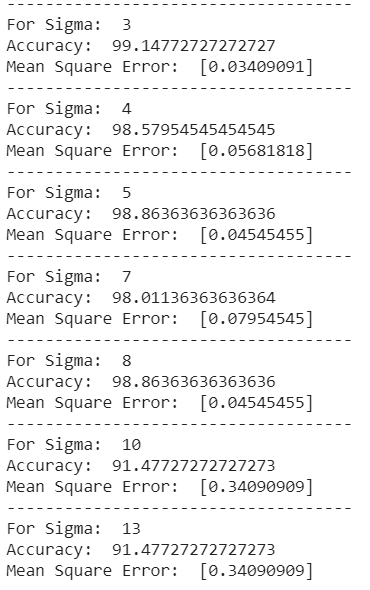 -----------------------------------
For Sigma:  3
Accuracy:  99.14772727272727
Mean Square Error:  [0.03409091]
-----------------------------------
For Sigma:  4
Accuracy:  98.57954545454545
Mean Square Error:  [0.05681818]
-----------------------------------
For Sigma:  5
Accuracy:  98.86363636363636
Mean Square Error:  [0.04545455]
-----------------------------------
For Sigma:  7
Accuracy:  98.01136363636364
Mean Square Error:  [0.07954545]
-----------------------------------
For Sigma:  8
Accuracy:  98.86363636363636
Mean Square Error:  [0.04545455]
-----------------------------------
For Sigma:  10
Accuracy:  91.47727272727273
Mean Square Error:  [0.34090909]
-----------------------------------
For Sigma:  13
Accuracy:  91.47727272727273
Mean Square Error:  [0.34090909]